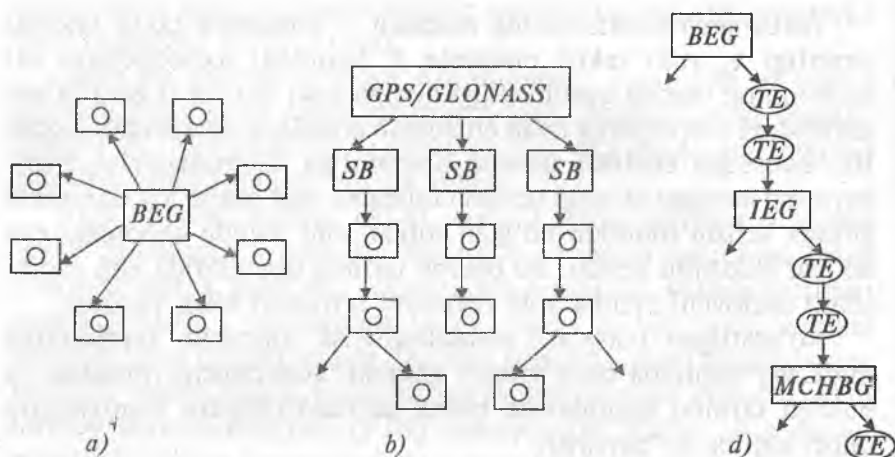 BEG
GPS/GLONASS
TE
SB SB SB
TE
BEG
IEG
TE
TE
MCHBG
TE
a) b) d)